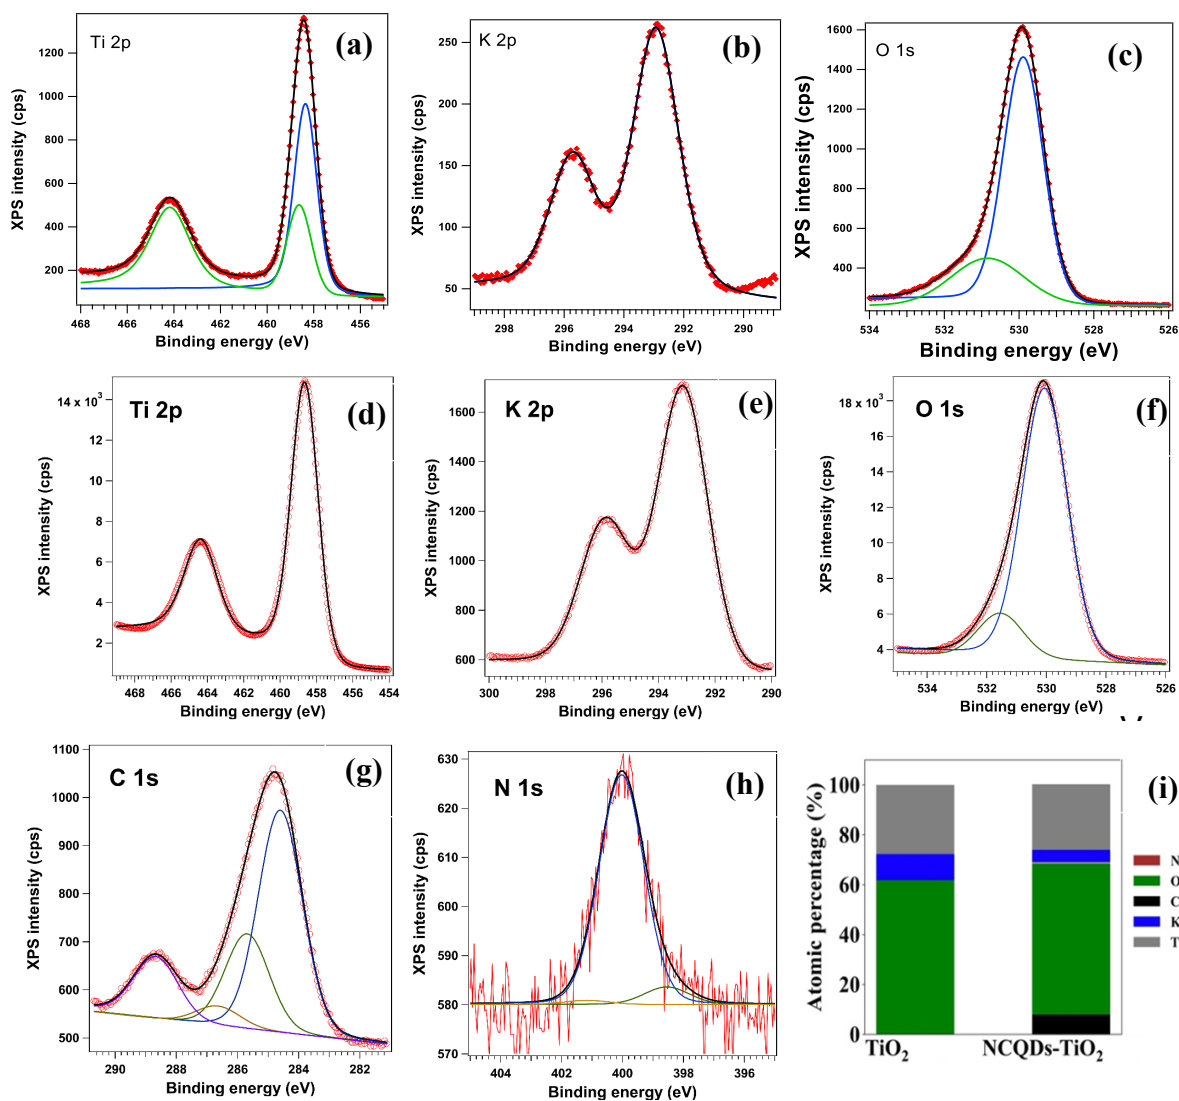 Ti 2p
(a)
XPS intensity (cps)
1200
1000
800
600
400
200
468 466 464 462 460 458 456
Binding energy (eV)
K 2p
(b)
XPS intensity (cps)
250
200
150
100
50
298 296 294 292 290
Binding energy (eV)
O 1s
(c)
XPS intensity (cps)
1600
1400
1200
1000
800
600
400
534 532 530 528 526
Binding energy (eV)
Ti 2p
(d)
XPS intensity (cps)
14 x 10³
12
10
8
6
4
2
468 466 464 462 460 458 456 454
Binding energy (eV)
K 2p
(e)
XPS intensity (cps)
1600
1400
1200
1000
800
600
300 298 296 294 292 290
Binding energy (eV)
O 1s
(f)
XPS intensity (cps)
18 x 10³
16
14
12
10
8
6
4
534 532 530 528 526
Binding energy (eV)
C 1s
(g)
XPS intensity (cps)
1100
1000
900
800
700
600
500
290 288 286 284 282
Binding energy (eV)
N 1s
(h)
XPS intensity (cps)
630
620
610
600
590
580
570
404 402 400 398 396
Binding energy (eV)
(i)
Atomic percentage (%)
100
80
60
40
20
0
TiO₂ NCQDs-TiO₂
N
O
C
K
T